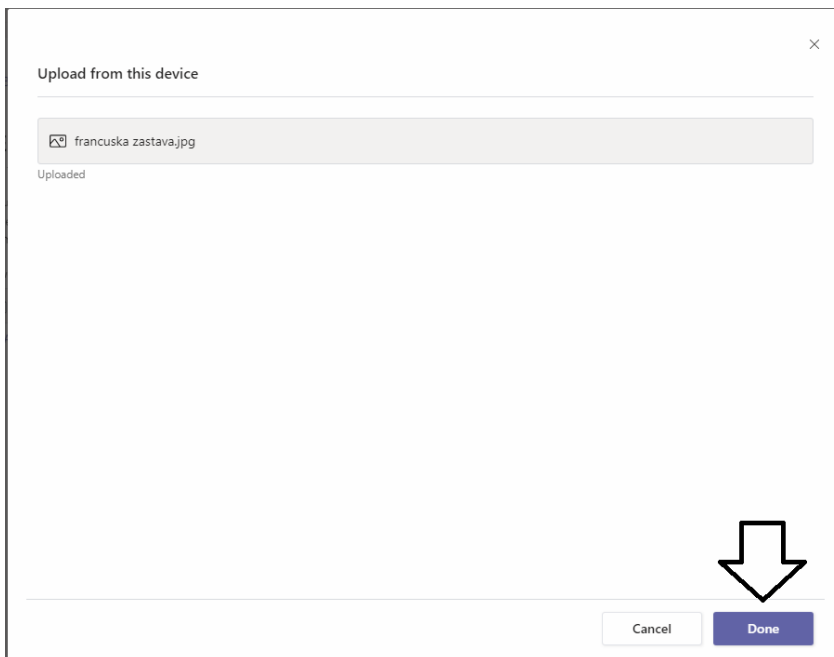 Upload from this device
francuska zastava.jpg
Uploaded
Cancel
Done